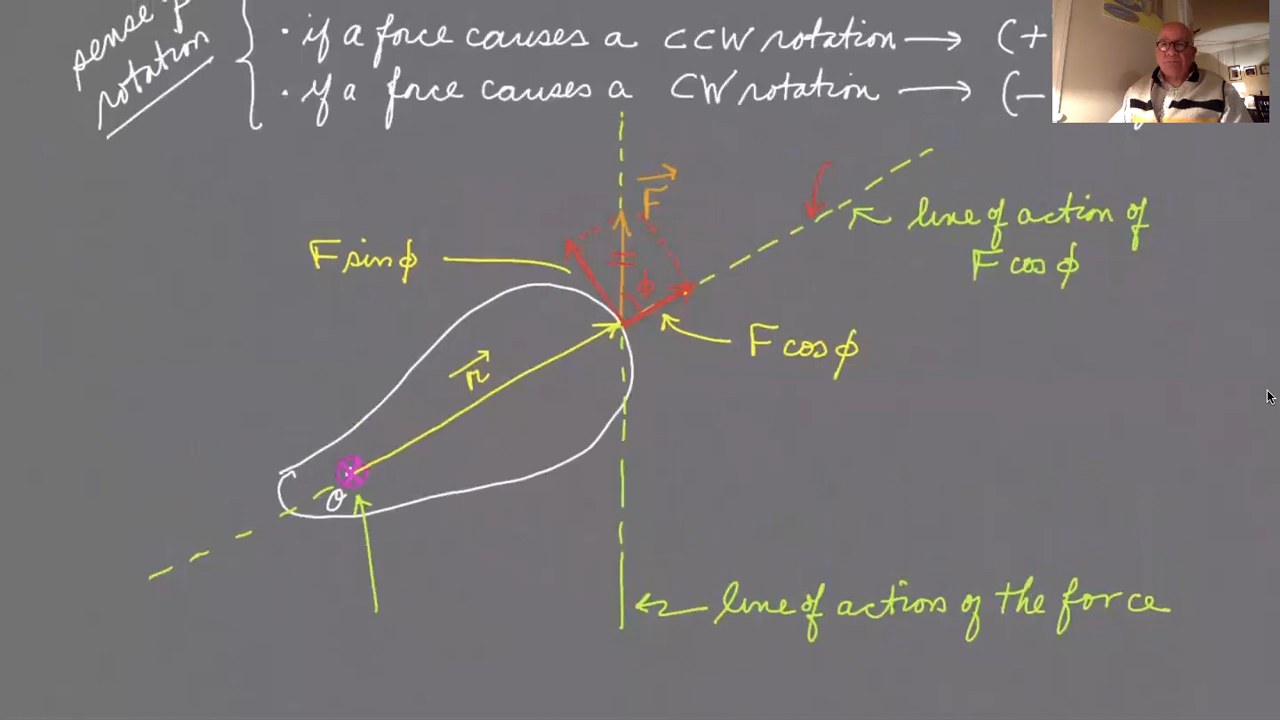 sense of
rotation
· if a force causes a CCW rotation → (+
· if a force causes a CW rotation → (-
F
F sin ϕ
line of action of
F cos ϕ
ϕ
F cos ϕ
r
O
line of action of the force